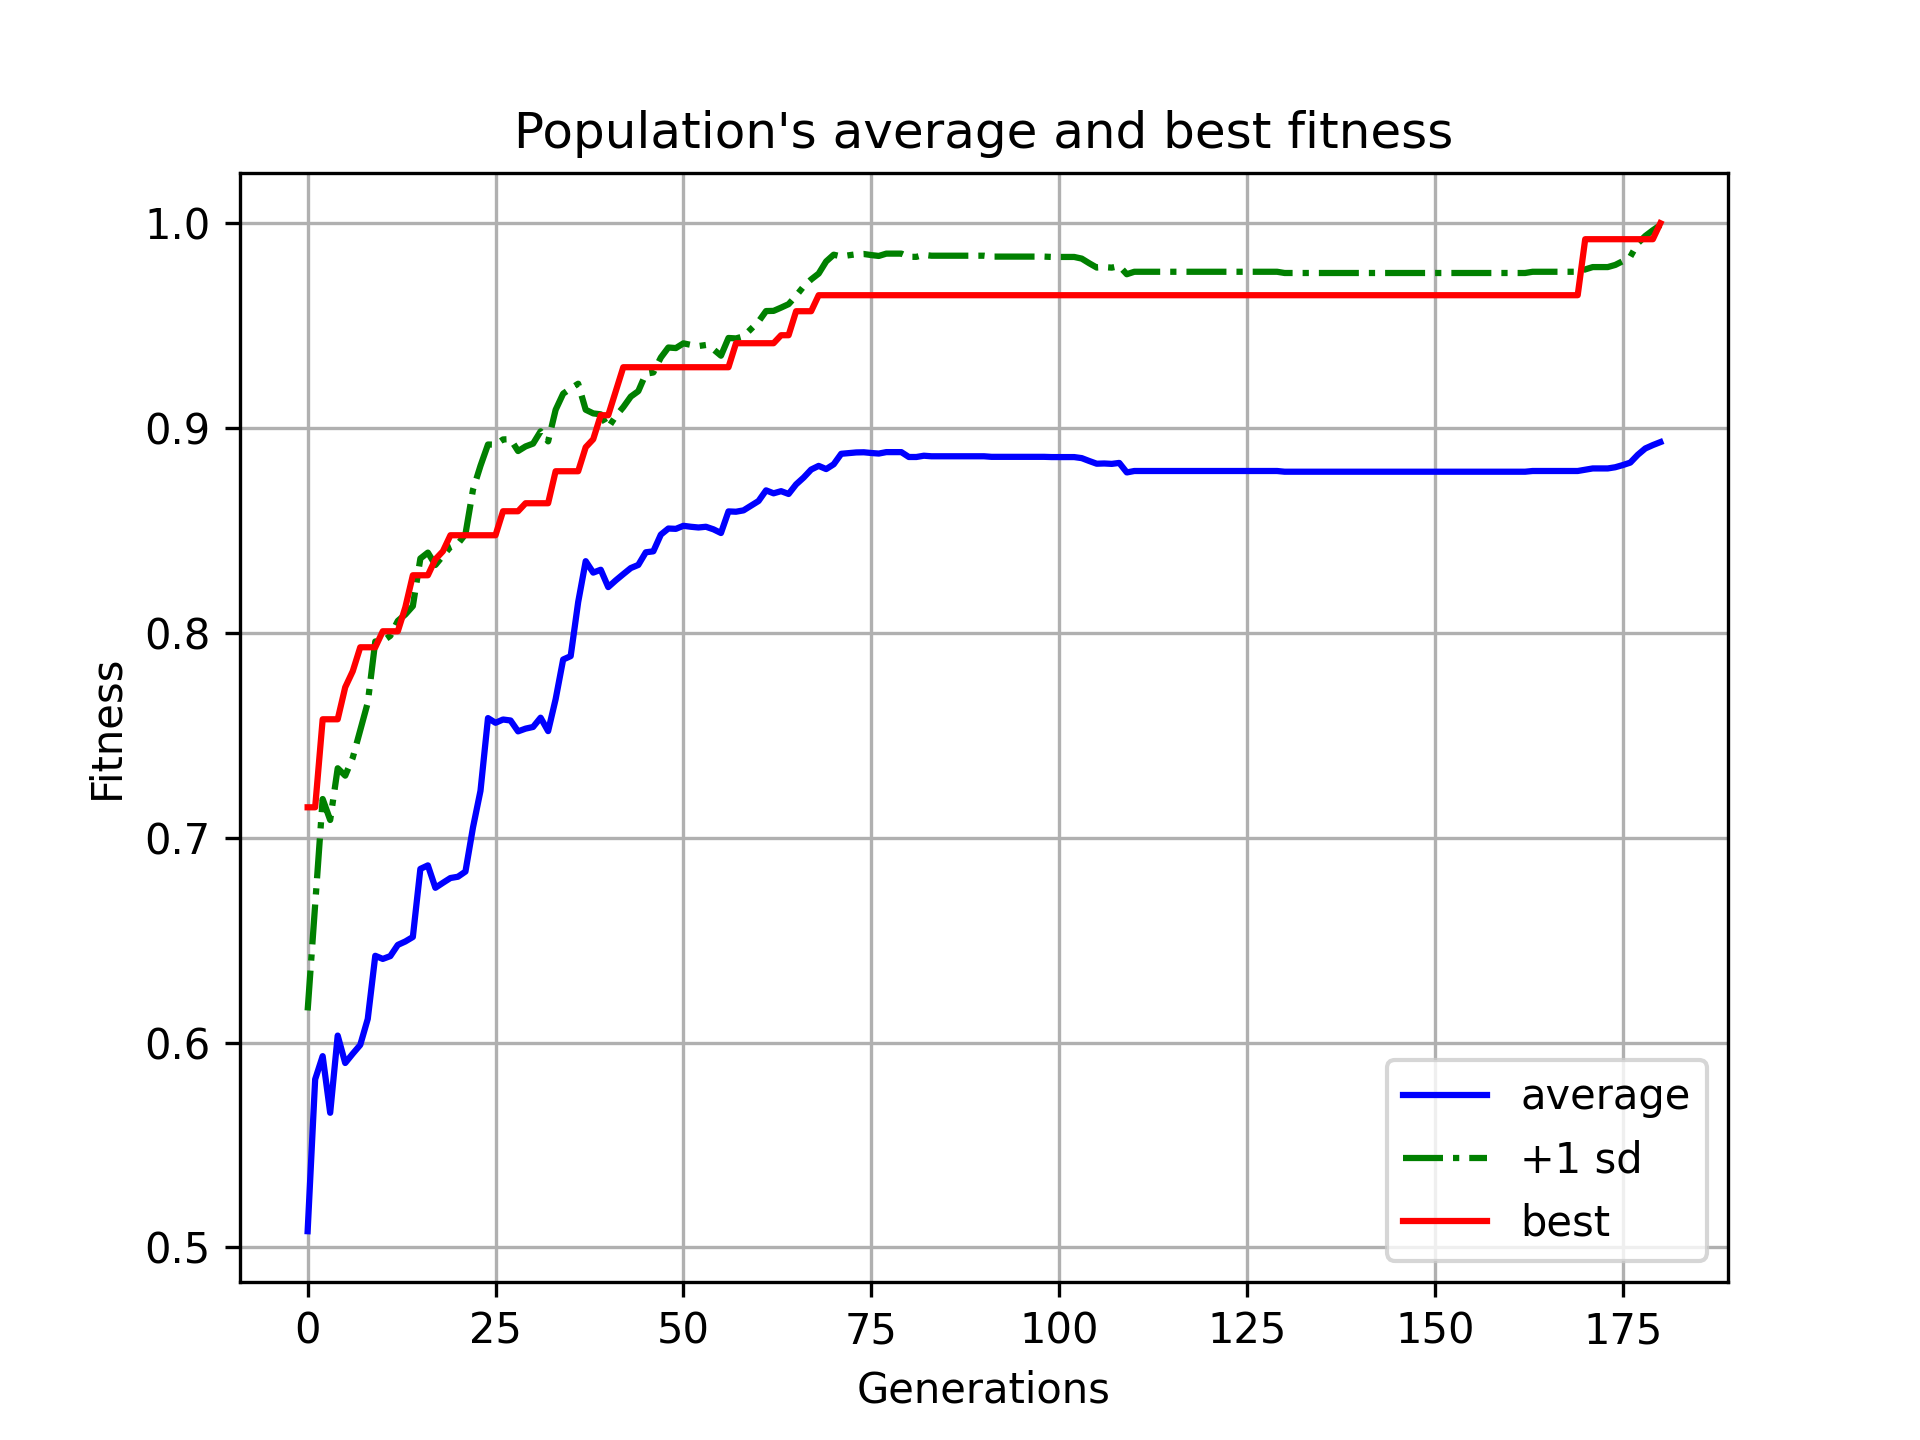 Population's average and best fitness
1.0
0.9
0.8
0.7
0.6
0.5
Fitness
0 25 50 75 100 125 150 175
Generations
average
+1 sd
best